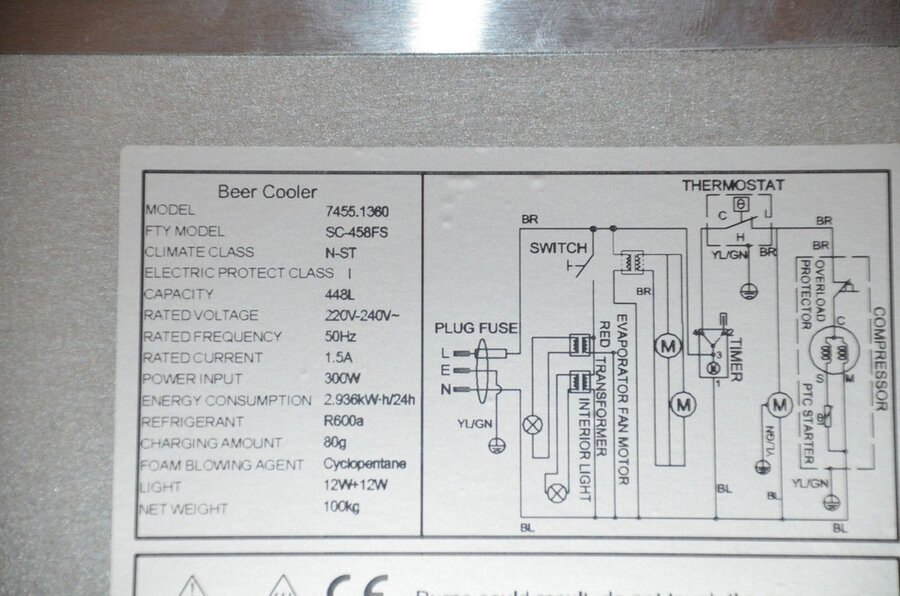 Beer Cooler
MODEL 7455.1360
FTY MODEL SC-458FS
CLIMATE CLASS N-ST
ELECTRIC PROTECT CLASS I
CAPACITY 448L
RATED VOLTAGE 220V-240V~
RATED FREQUENCY 50Hz
RATED CURRENT 1.5A
POWER INPUT 300W
ENERGY CONSUMPTION 2.936kW·h/24h
REFRIGERANT R600a
CHARGING AMOUNT 80g
FOAM BLOWING AGENT Cyclopentane
LIGHT 12W+12W
NET WEIGHT 100kg
THERMOSTAT
θ
C
H
BR
BR
BR
BR
YL/GN
SWITCH
BR
PLUG FUSE
L
E
N
YL/GN
RED TRANSFORMER
INTERIOR LIGHT
EVAPORATOR FAN MOTOR
M
M
TIMER
4
2
3
M
1
M
YL/GN
OVERLOAD PROTECTOR
COMPRESSOR
C
S
M
PTC STARTER
YL/GN
BL
BL
BL
BL
CE